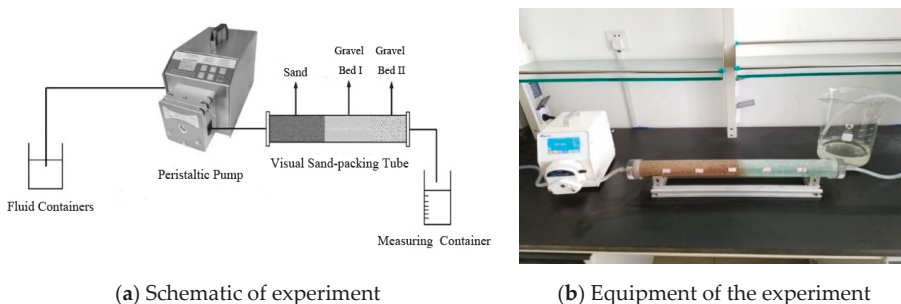 Sand
Gravel
Bed I
Gravel
Bed II
Peristaltic Pump
Visual Sand-packing Tube
Fluid Containers
Measuring Container
(a) Schematic of experiment
(b) Equipment of the experiment